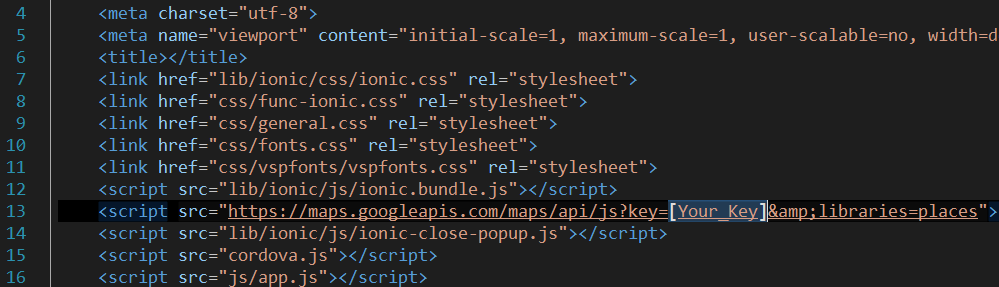 4 <meta charset="utf-8">
5 <meta name="viewport" content="initial-scale=1, maximum-scale=1, user-scalable=no, width=d
6 <title></title>
7 <link href="lib/ionic/css/ionic.css" rel="stylesheet">
8 <link href="css/func-ionic.css" rel="stylesheet">
9 <link href="css/general.css" rel="stylesheet">
10 <link href="css/fonts.css" rel="stylesheet">
11 <link href="css/vspfonts/vspfonts.css" rel="stylesheet">
12 <script src="lib/ionic/js/ionic.bundle.js"></script>
13 <script src="https://maps.googleapis.com/maps/api/js?key=[Your_Key]&amp;libraries=places">
14 <script src="lib/ionic/js/ionic-close-popup.js"></script>
15 <script src="cordova.js"></script>
16 <script src="js/app.js"></script>